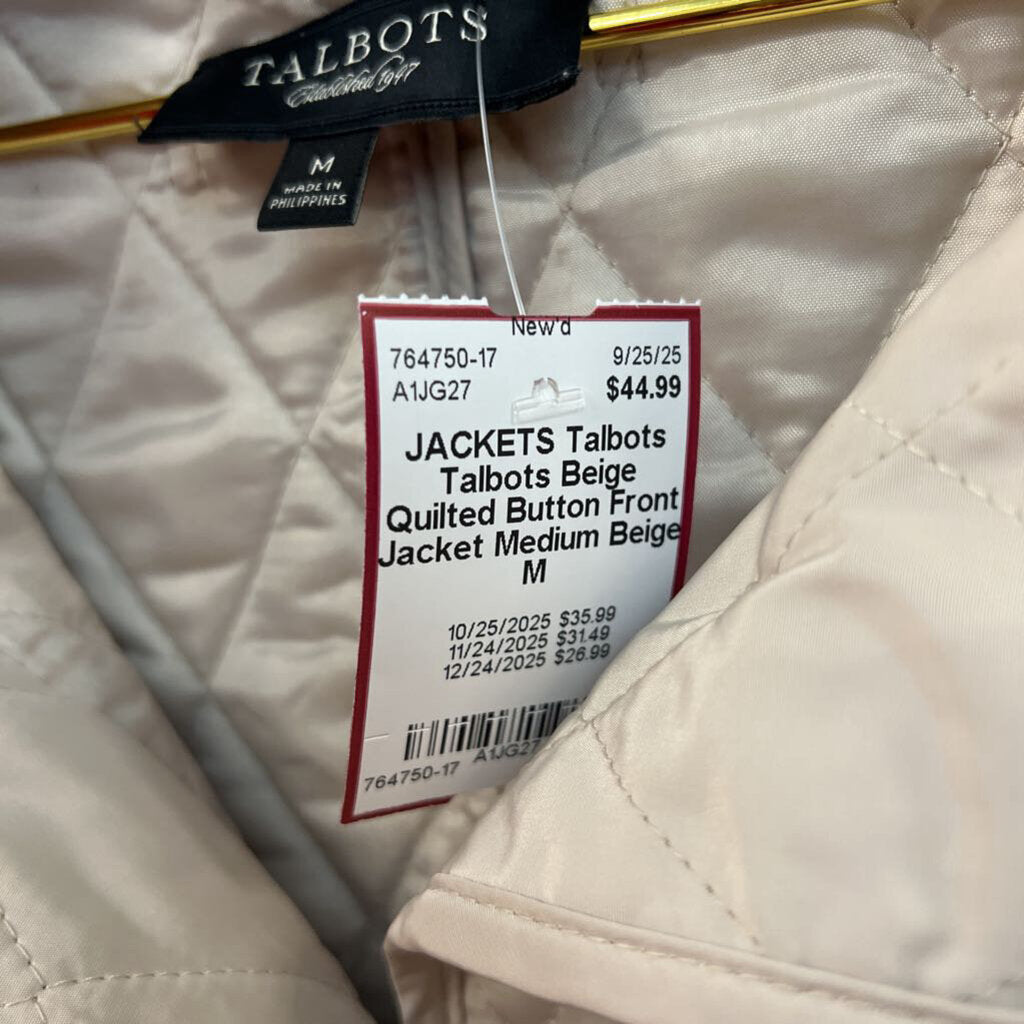 TALBOTS
Established 1947
M
MADE IN
PHILIPPINES
New'd
764750-17 9/25/25
A1JG27 $44.99
JACKETS Talbots
Talbots Beige
Quilted Button Front
Jacket Medium Beige
M
10/25/2025 $35.99
11/24/2025 $31.49
12/24/2025 $26.99
764750-17 A1JG27